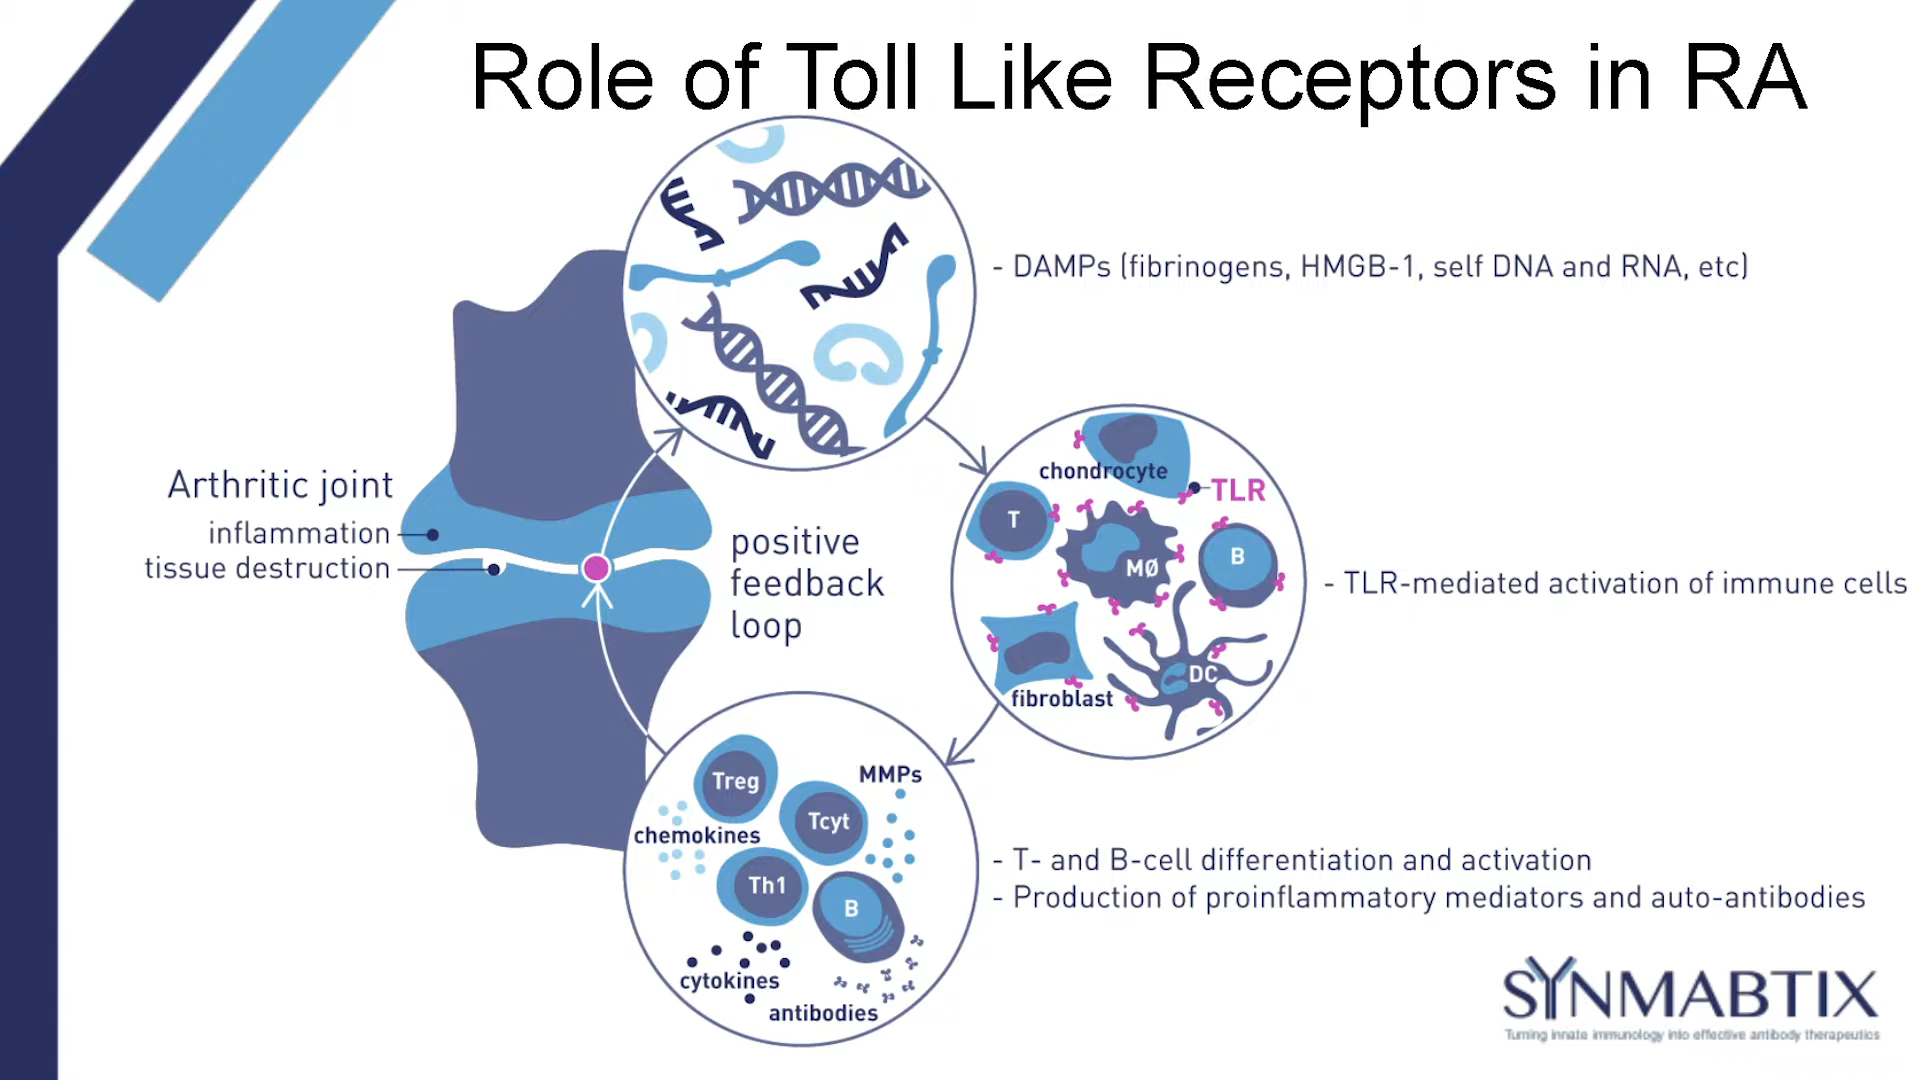 Role of Toll Like Receptors in RA
- DAMPs (fibrinogens, HMGB-1, self DNA and RNA, etc)
chondrocyte
TLR
T
MØ
B
DC
fibroblast
- TLR-mediated activation of immune cells
Arthritic joint
inflammation
tissue destruction
positive
feedback
loop
Treg
MMPs
Tcyt
chemokines
Th1
B
cytokines
antibodies
- T- and B-cell differentiation and activation
- Production of proinflammatory mediators and auto-antibodies
SYNMABTIX
Turning innate immunology into effective antibody therapeutics